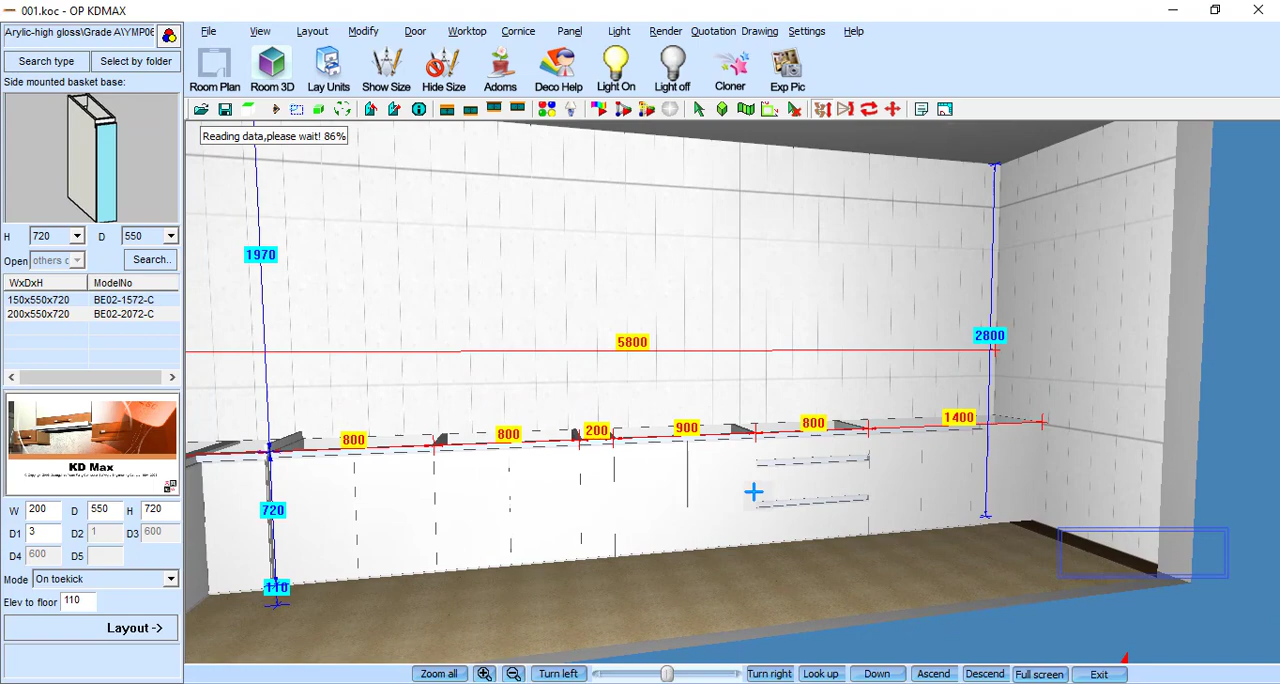 001.koc - OP KDMAX
Arylic-high gloss\Grade A\YMP06
File View Layout Modify Door Worktop Cornice Panel Light Render Quotation Drawing Settings Help
Search type Select by folder
Side mounted basket base:
Room Plan Room 3D Lay Units Show Size Hide Size Adorns Deco Help Light On Light off Cloner Exp Pic
Reading data,please wait! 86%
H 720 D 550
Open others c Search..
WxDxH ModelNo
150x550x720 BE02-1572-C
200x550x720 BE02-2072-C
KD Max
W 200 D 550 H 720
D1 3 D2 1 D3 600
D4 600 D5
Mode On toekick
Elev to floor 110
Layout ->
1970
5800
2800
800
800
200
900
800
1400
720
110
Zoom all Turn left Turn right Look up Down Ascend Descend Full screen Exit